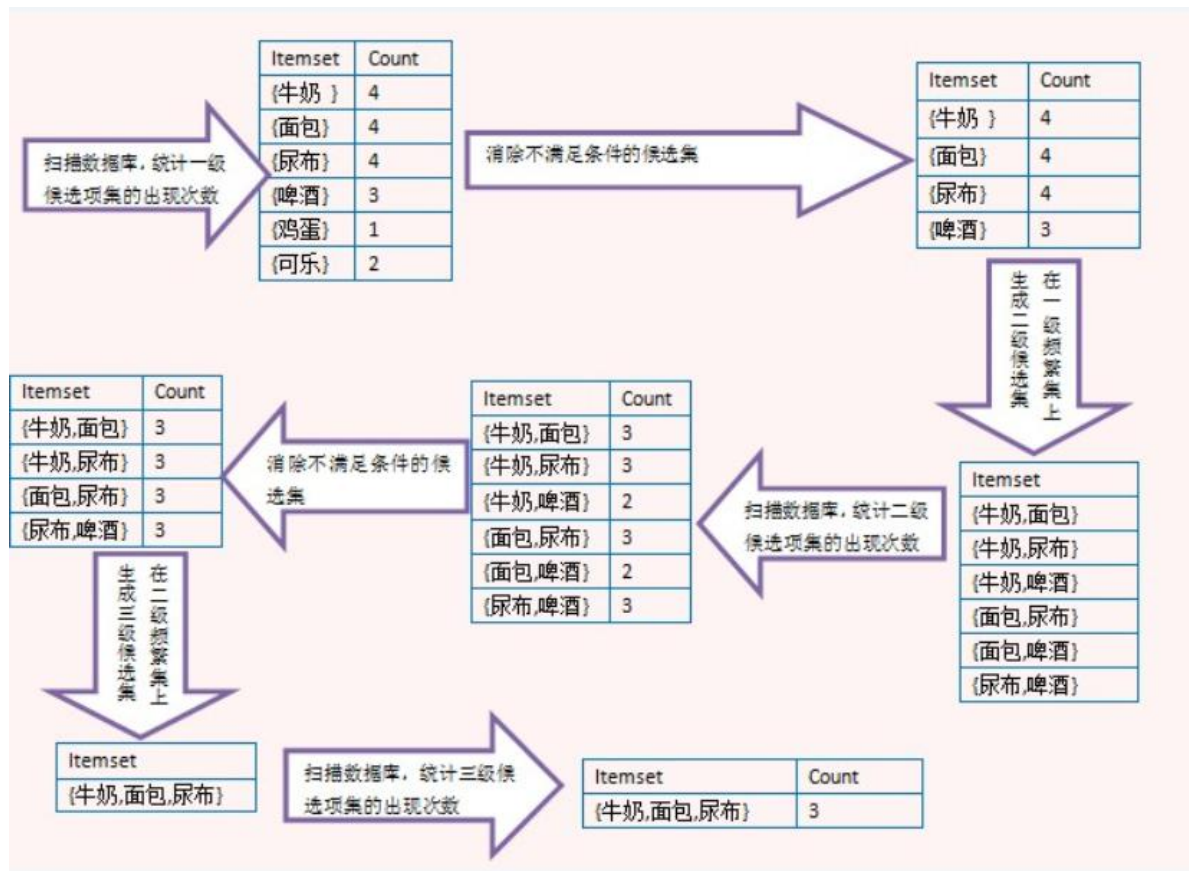 Itemset Count
{牛奶 } 4
{面包} 4
{尿布} 4
{啤酒} 3
{鸡蛋} 1
{可乐} 2
扫描数据库，统计一级
候选项集的出现次数
消除不满足条件的候选集
Itemset Count
{牛奶 } 4
{面包} 4
{尿布} 4
{啤酒} 3
在一级频繁集上
生成二级候选集
Itemset
{牛奶,面包}
{牛奶,尿布}
{牛奶,啤酒}
{面包,尿布}
{面包,啤酒}
{尿布,啤酒}
扫描数据库，统计二级
候选项集的出现次数
Itemset Count
{牛奶,面包} 3
{牛奶,尿布} 3
{牛奶,啤酒} 2
{面包,尿布} 3
{面包,啤酒} 2
{尿布,啤酒} 3
消除不满足条件的候
选集
Itemset Count
{牛奶,面包} 3
{牛奶,尿布} 3
{面包,尿布} 3
{尿布,啤酒} 3
在二级频繁集上
生成三级候选集
Itemset
{牛奶,面包,尿布}
扫描数据库，统计三级候
选项集的出现次数
Itemset Count
{牛奶,面包,尿布} 3